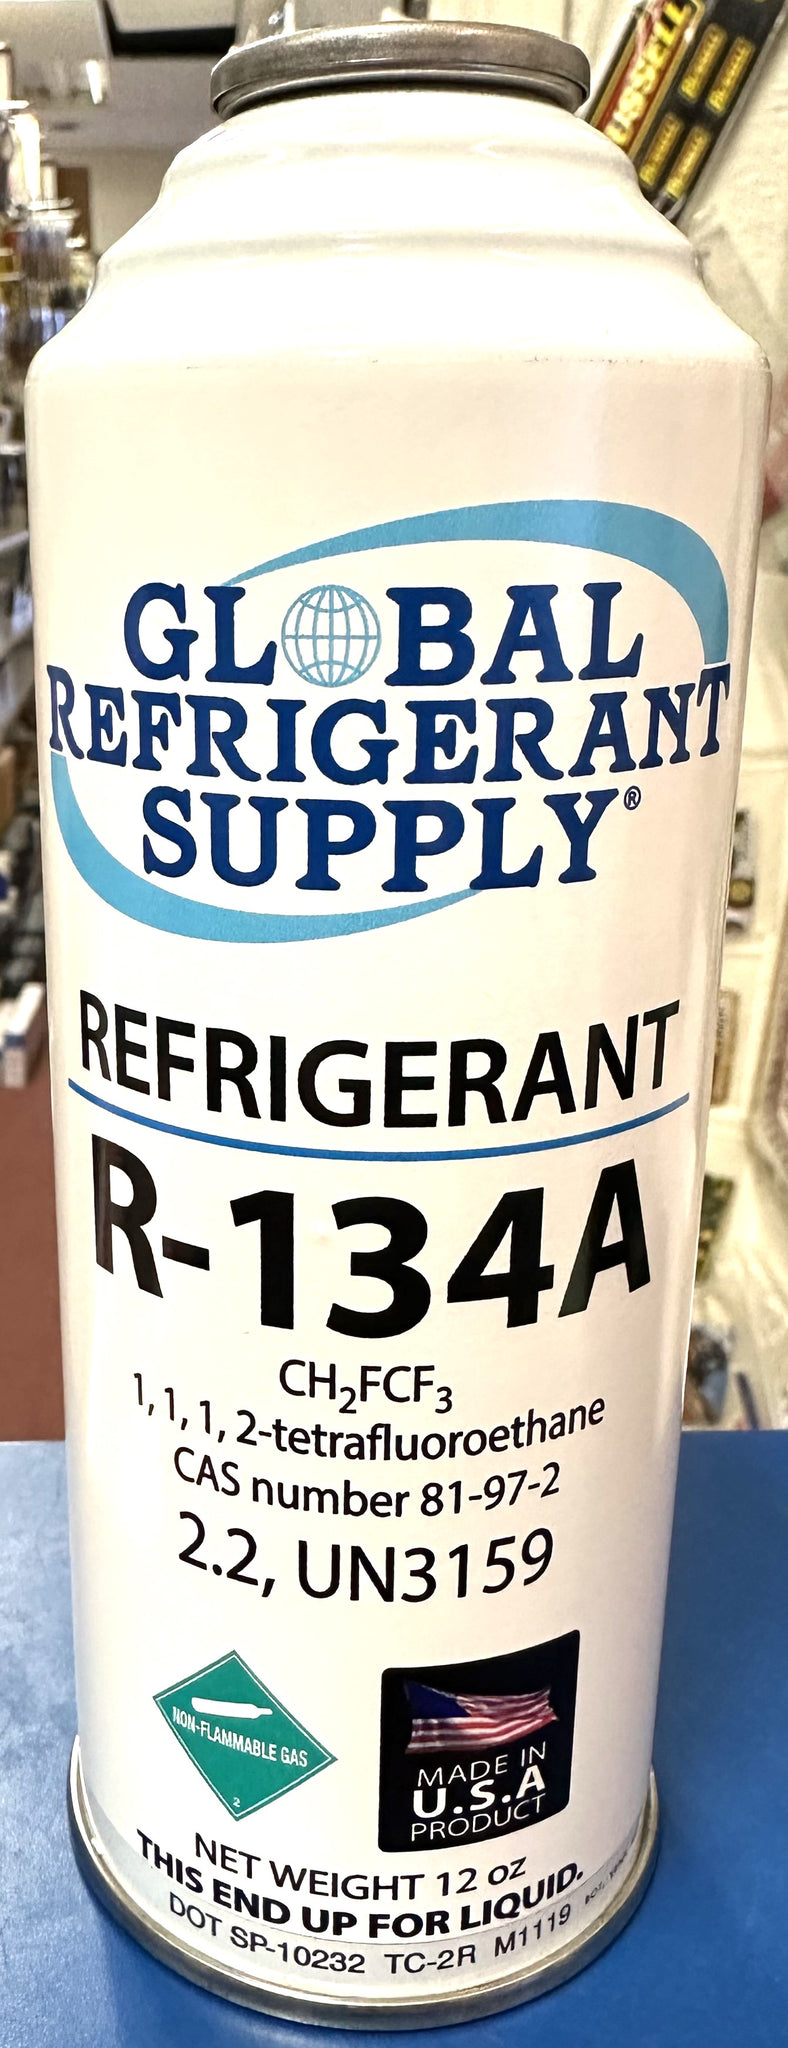 RUSSELL
RUSSELL
GLOBAL
REFRIGERANT
SUPPLY®
REFRIGERANT
R-134A
CH₂FCF₃
1, 1, 1, 2-tetrafluoroethane
CAS number 81-97-2
2.2, UN3159
NON-FLAMMABLE GAS
2
MADE IN
U.S.A
PRODUCT
NET WEIGHT 12 oz
THIS END UP FOR LIQUID.
DOT SP-10232 TC-2R M1119